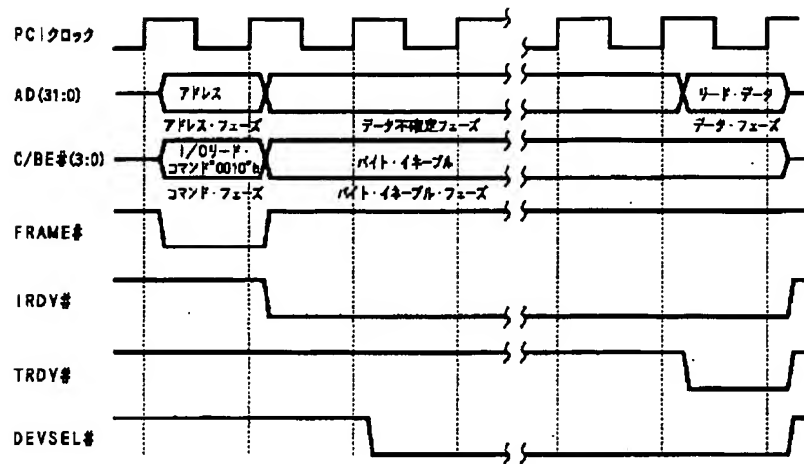 PCIクロック
AD(31:0)
アドレス
リード・データ
アドレス・フェーズ
データ不確定フェーズ
データ・フェーズ
C/BE#(3:0)
I/Oリード・
コマンド"0010"b
バイト・イネーブル
コマンド・フェーズ
バイト・イネーブル・フェーズ
FRAME#
IRDY#
TRDY#
DEVSEL#